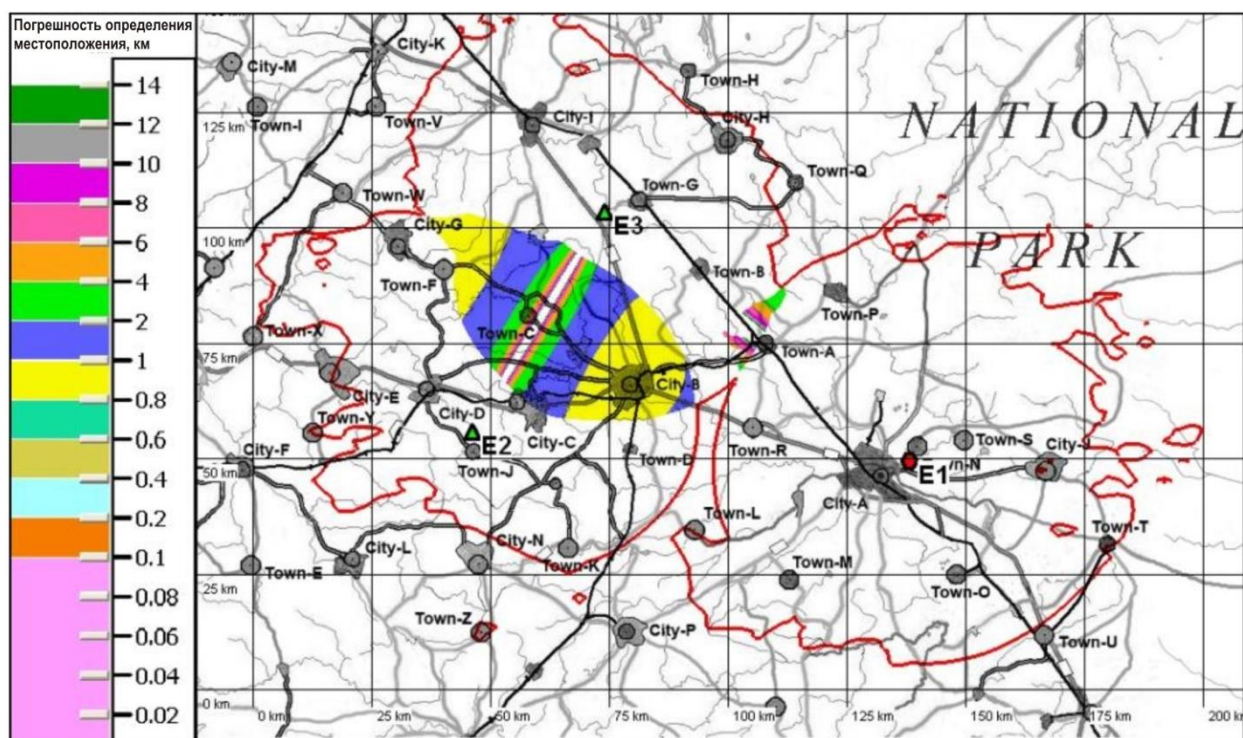 Погрешность определения
местоположения, км
14
12
10
8
6
4
2
1
0.8
0.6
0.4
0.2
0.1
0.08
0.06
0.04
0.02
City-K
City-M
Town-H
Town-I
Town-V
City-I
City-H
NATIONAL
125 km
Town-Q
Town-W
Town-G
E3
City-G
100 km
PARK
Town-B
Town-F
Town-P
Town-C
Town-X
Town-A
75 km
City-E
City-B
Town-Y
City-D
E2
City-C
Town-R
Town-S
City-J
City-F
Town-J
Town-D
E1
50 km
City-A
Town-L
Town-T
City-N
City-L
Town-K
Town-E
Town-M
Town-O
25 km
Town-Z
City-P
Town-U
0 km
0 km
25 km
50 km
75 km
100 km
125 km
150 km
175 km
200 km